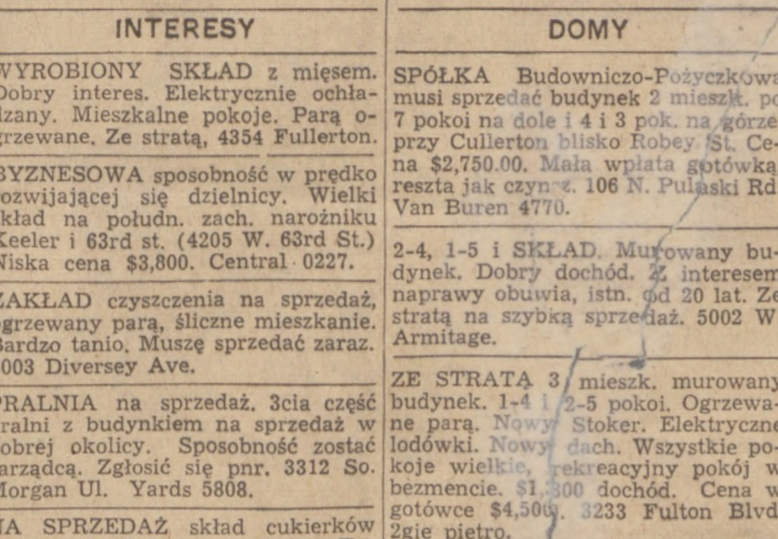 INTERESY
WYROBIONY SKŁAD z mięsem.
Dobry interes. Elektrycznie ochła-
dzany. Mieszkalne pokoje. Parą o-
grzewane. Ze stratą, 4354 Fullerton.
BYZNESOWA sposobność w prędko
rozwijającej się dzielnicy. Wielki
skład na połudn. zach. narożniku
Keeler i 63rd st. (4205 W. 63rd St.)
Niska cena $3,800. Central 0227.
ZAKŁAD czyszczenia na sprzedaż,
ogrzewany parą, śliczne mieszkanie.
Bardzo tanio. Muszę sprzedać zaraz.
003 Diversey Ave.
PRALNIA na sprzedaż. 3cia część
pralni z budynkiem na sprzedaż w
dobrej okolicy. Sposobność zostać
zarządcą. Zgłosić się pnr. 3312 So.
Morgan Ul. Yards 5808.
NA SPRZEDAŻ skład cukierków
DOMY
SPÓŁKA Budowniczo-Pożyczkowa
musi sprzedać budynek 2 mieszk. po
7 pokoi na dole i 4 i 3 pok. na górze
przy Cullerton blisko Robey St. Ce-
na $2,750.00. Mała wpłata gotówką
reszta jak czynsz. 106 N. Pulaski Rd
Van Buren 4770.
2-4, 1-5 i SKŁAD. Murowany bu-
dynek. Dobry dochód. Z interesem
naprawy obuwia, istn. od 20 lat. Ze
stratą na szybką sprzedaż. 5002 W
Armitage.
ZE STRATĄ 3 mieszk. murowany
budynek. 1-4 i 2-5 pokoi. Ogrzewa-
ne parą. Nowy Stoker. Elektryczne
lodówki. Nowy dach. Wszystkie po-
koje wielkie, rekreacyjny pokój w
bezmencie. $1,800 dochód. Cena w
gotówce $4,500. 3233 Fulton Blvd
2gie piętro.